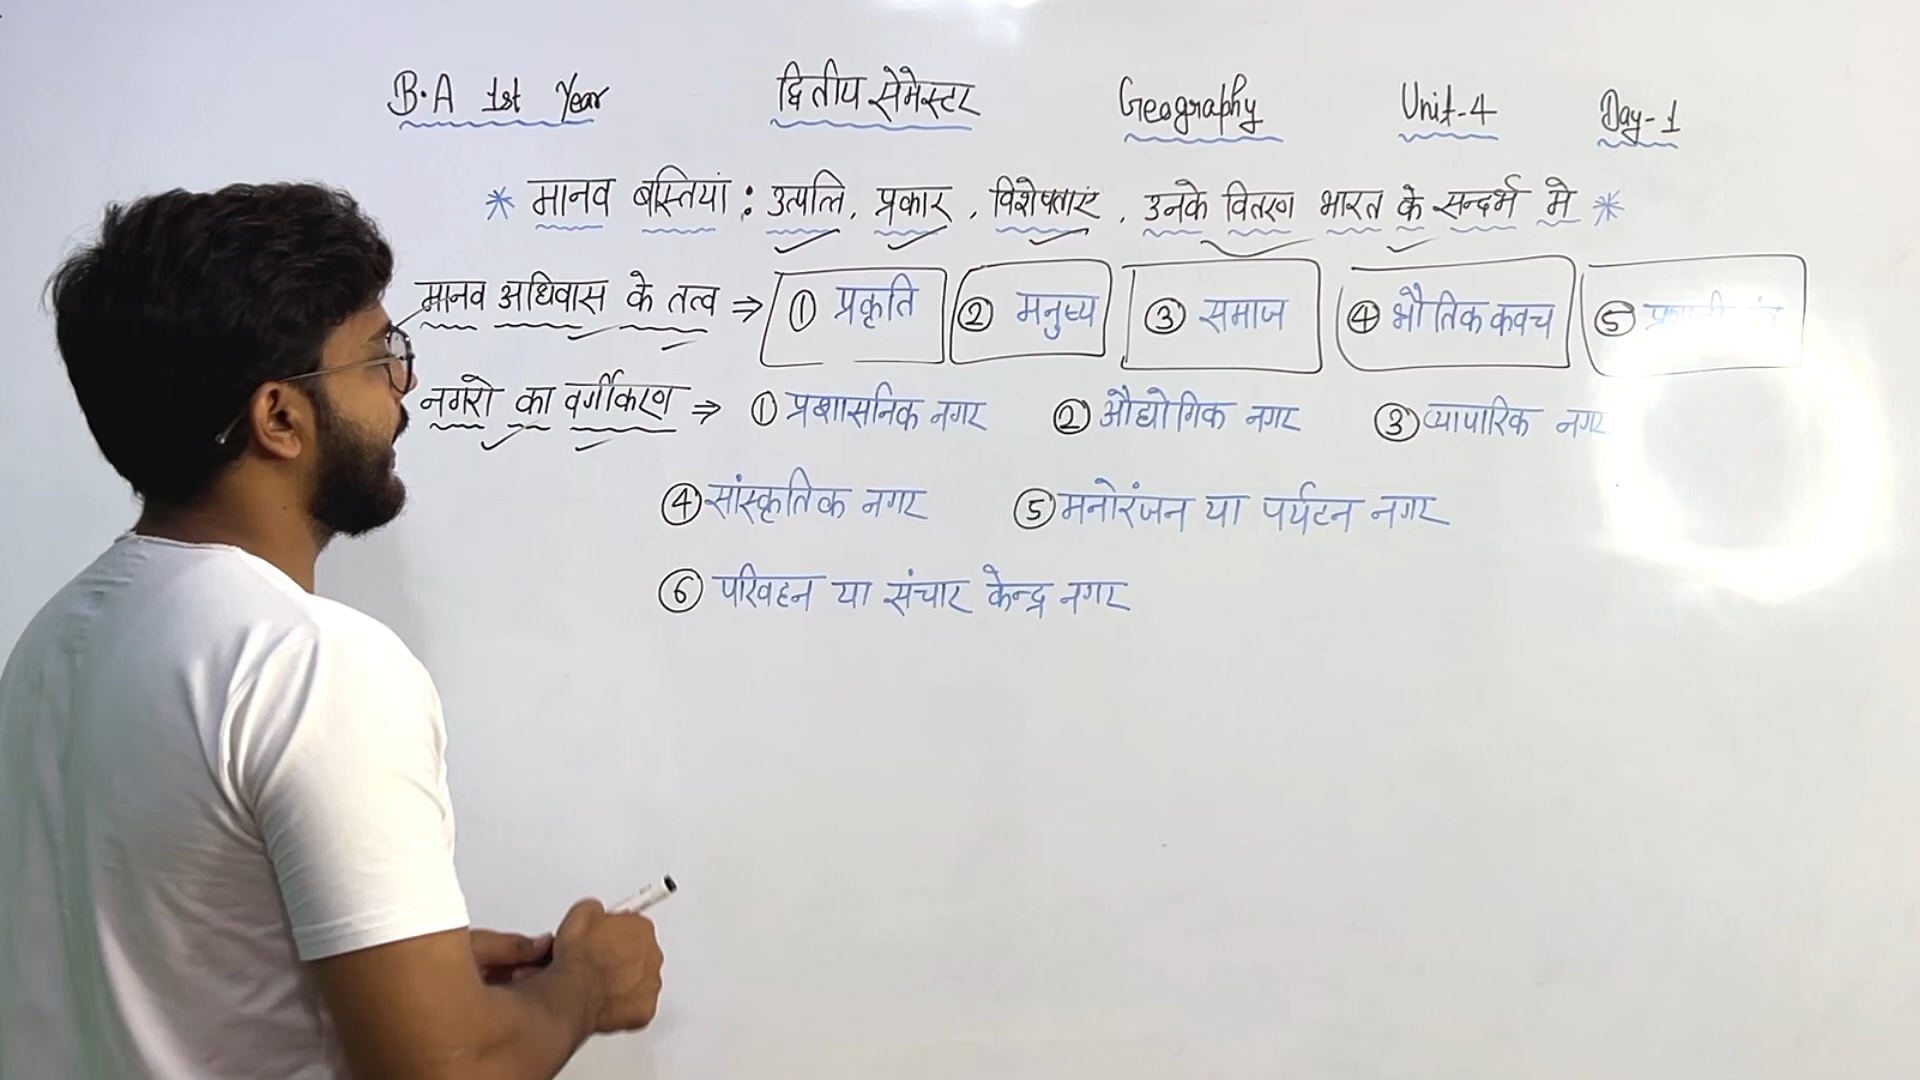 B.A 1st Year द्वितीय सेमेस्टर Geography Unit-4 Day-1
* मानव बस्तियां : उत्पत्ति, प्रकार, विशेषताएं, उनके वितरण भारत के सन्दर्भ मे *
मानव अधिवास के तत्व ⇒ ① प्रकृति ② मनुष्य ③ समाज ④ भौतिक कवच ⑤
नगरो का वर्गीकरण ⇒ ① प्रशासनिक नगर ② औद्योगिक नगर ③ व्यापारिक नगर
④ सांस्कृतिक नगर ⑤ मनोरंजन या पर्यटन नगर
⑥ परिवहन या संचार केन्द्र नगर